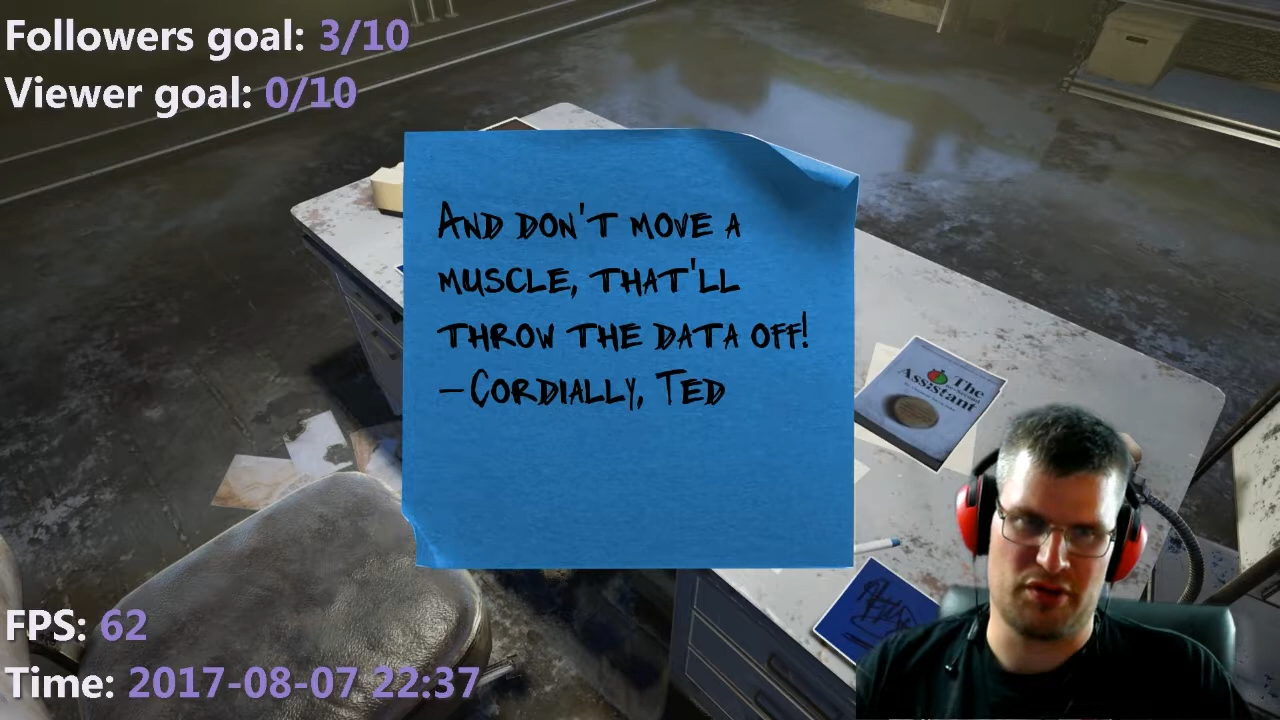 Followers goal: 3/10
Viewer goal: 0/10
And don't move a
muscle, that'll
throw the data off!
—Cordially, Ted
The
Assistant
FPS: 62
Time: 2017-08-07 22:37